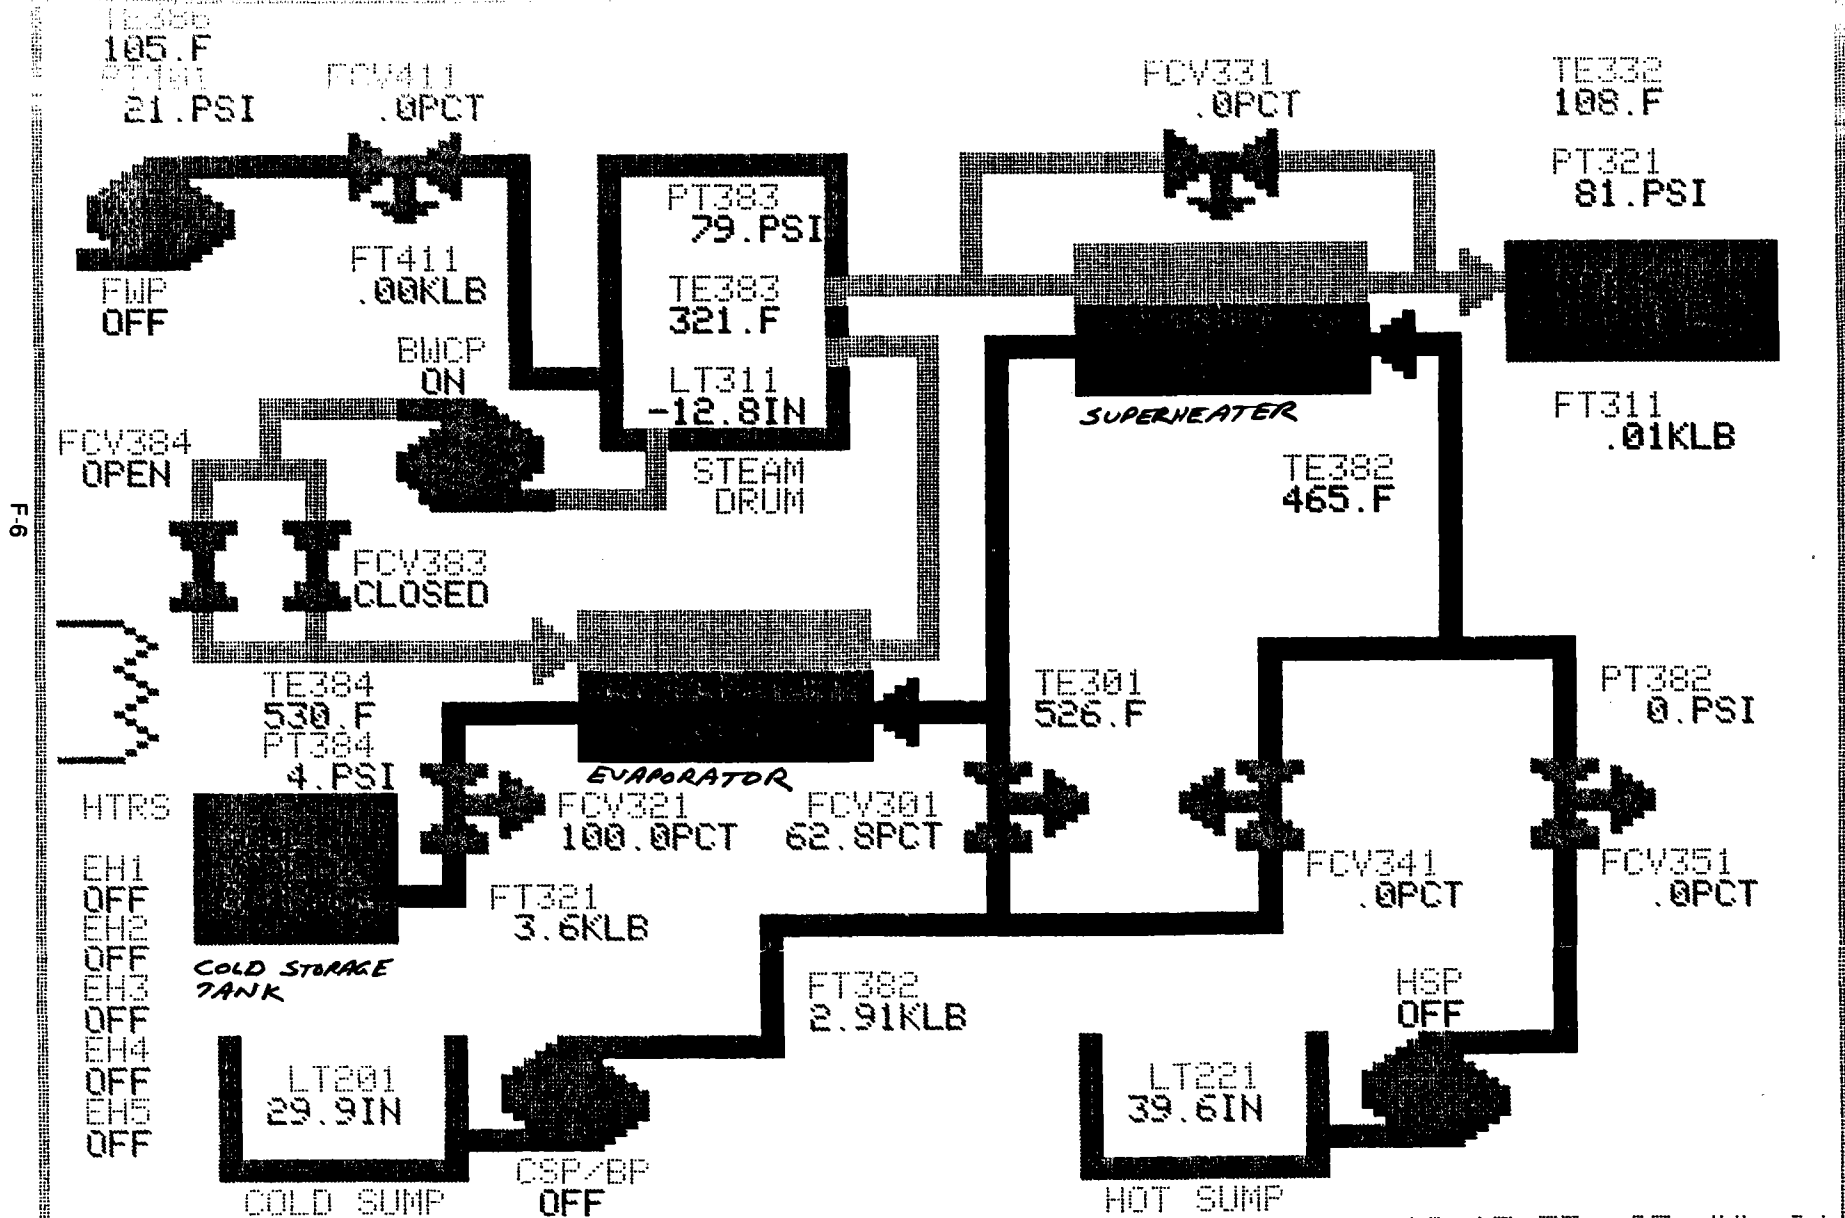 105.F
PT401
21.PSI
FCV411
.0PCT
FCV331
.0PCT
TE332
108.F
PT321
81.PSI
PT383
79.PSI
FT411
.00KLB
TE383
321.F
FWP
OFF
BWCP
ON
LT311
-12.8IN
SUPERHEATER
FT311
.01KLB
FCV384
OPEN
STEAM
DRUM
TE382
465.F
F-6
FCV383
CLOSED
TE384
530.F
PT384
4.PSI
TE301
526.F
PT382
0.PSI
EVAPORATOR
HTRS
FCV321
100.0PCT
FCV301
62.8PCT
FCV341
.0PCT
FCV351
.0PCT
EH1
OFF
EH2
OFF
EH3
OFF
EH4
OFF
EH5
OFF
FT321
3.6KLB
COLD STORAGE
TANK
FT382
2.91KLB
HSP
OFF
LT201
29.9IN
LT221
39.6IN
CSP/BP
OFF
COLD SUMP
HOT SUMP